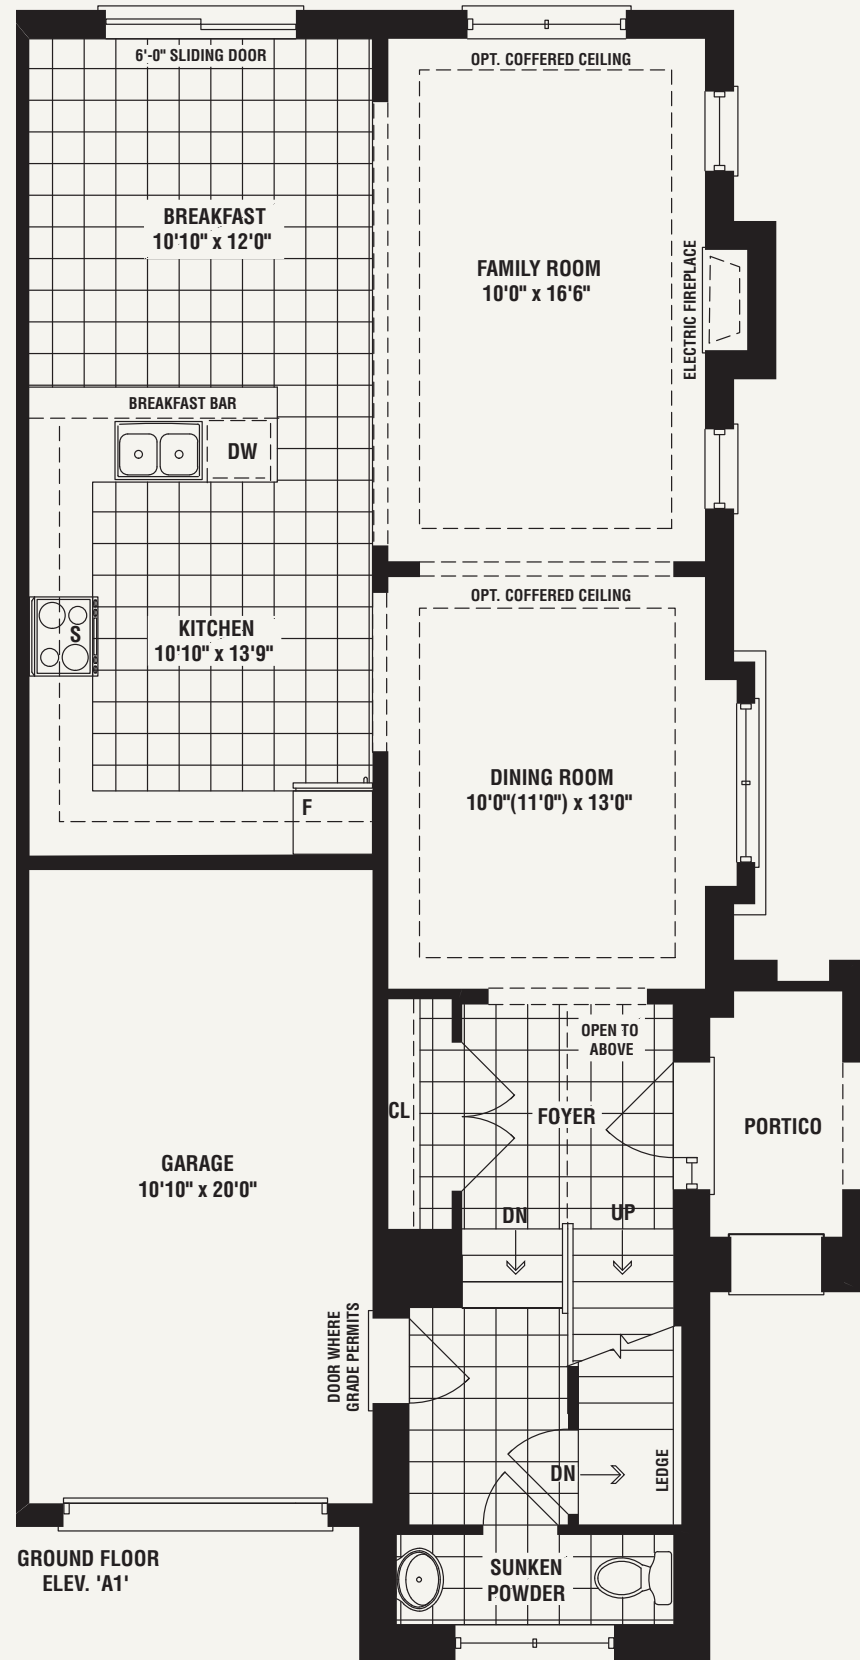 6'-0" SLIDING DOOR
OPT. COFFERED CEILING
BREAKFAST
10'10" x 12'0"
FAMILY ROOM
10'0" x 16'6"
ELECTRIC FIREPLACE
BREAKFAST BAR
DW
OPT. COFFERED CEILING
S
KITCHEN
10'10" x 13'9"
DINING ROOM
10'0"(11'0") x 13'0"
F
OPEN TO
ABOVE
CL
FOYER
PORTICO
GARAGE
10'10" x 20'0"
DN
UP
DOOR WHERE
GRADE PERMITS
DN
LEDGE
GROUND FLOOR
ELEV. 'A1'
SUNKEN
POWDER